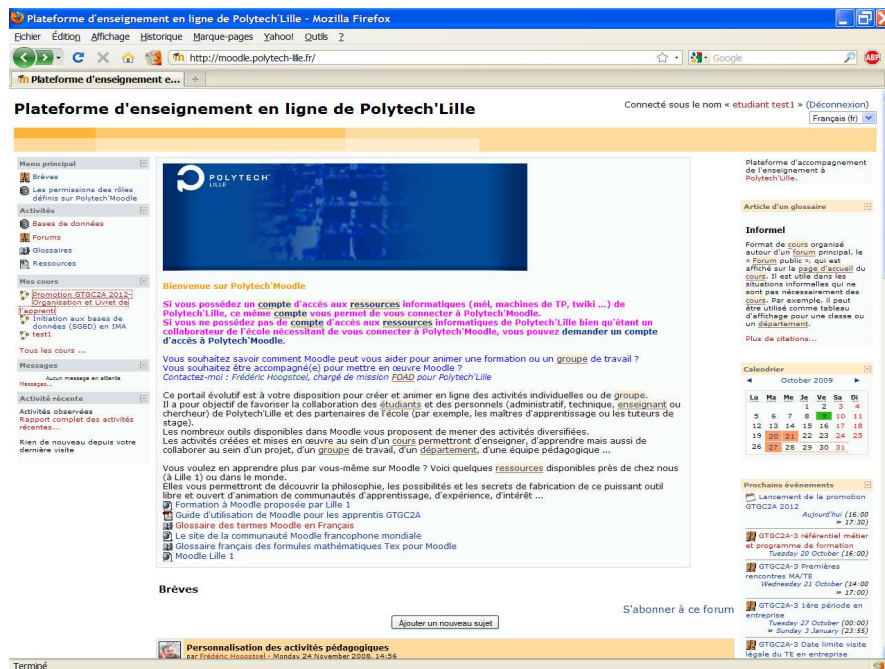 Plateforme d'enseignement en ligne de Polytech'Lille - Mozilla Firefox
Fichier Édition Affichage Historique Marque-pages Yahoo! Outils ?
http://moodle.polytech-lille.fr/
Google
ABP
Plateforme d'enseignement e...
Plateforme d'enseignement en ligne de Polytech'Lille
Connecté sous le nom « etudiant test1 » (Déconnexion)
Français (fr)
Menu principal
Brèves
Les permissions des rôles
définis sur Polytech'Moodle
Activités
Bases de données
Forums
Glossaires
Ressources
Mes cours
Promotion GTGC2A 2012-
Organisation et Livret de
l'apprenti
Initiation aux bases de
données (SGBD) en IMA
test1
Tous les cours ...
Messages
Aucun message en attente
Messages...
Activité récente
Activités observées
Rapport complet des activités
récentes...
Rien de nouveau depuis votre
dernière visite
POLYTECH'
LILLE
Bienvenue sur Polytech'Moodle
Si vous possédez un compte d'accès aux ressources informatiques (mèl, machines de TP, twiki ...) de
Polytech'Lille, ce même compte vous permet de vous connecter à Polytech'Moodle.
Si vous ne possédez pas de compte d'accès aux ressources informatiques de Polytech'Lille bien qu'étant un
collaborateur de l'école nécessitant de vous connecter à Polytech'Moodle, vous pouvez demander un compte
d'accès à Polytech'Moodle.
Vous souhaitez savoir comment Moodle peut vous aider pour animer une formation ou un groupe de travail ?
Vous souhaitez être accompagné(e) pour mettre en œuvre Moodle ?
Contactez-moi : Frédéric Hoogstoel, chargé de mission FOAD pour Polytech'Lille
Ce portail évolutif est à votre disposition pour créer et animer en ligne des activités individuelles ou de groupe.
Il a pour objectif de favoriser la collaboration des étudiants et des personnels (administratif, technique, enseignant ou
chercheur) de Polytech'Lille et des partenaires de l'école (par exemple, les maîtres d'apprentissage ou les tuteurs de
stage).
Les nombreux outils disponibles dans Moodle vous proposent de mener des activités diversifiées.
Les activités créées et mises en œuvre au sein d'un cours permettront d'enseigner, d'apprendre mais aussi de
collaborer au sein d'un projet, d'un groupe de travail, d'un département, d'une équipe pédagogique ...
Vous voulez en apprendre plus par vous-même sur Moodle ? Voici quelques ressources disponibles près de chez nous
(à Lille 1) ou dans le monde.
Elles vous permettront de découvrir la philosophie, les possibilités et les secrets de fabrication de ce puissant outil
libre et ouvert d'animation de communautés d'apprentissage, d'expérience, d'intérêt ...
Formation à Moodle proposée par Lille 1
Guide d'utilisation de Moodle pour les apprentis GTGC2A
Glossaire des termes Moodle en Français
Le site de la communauté Moodle francophone mondiale
Glossaire français des formules mathématiques Tex pour Moodle
Moodle Lille 1
Brèves
S'abonner à ce forum
Ajouter un nouveau sujet
Personnalisation des activités pédagogiques
par Frédéric Hoogstoel - Monday 24 November 2008, 14:56
Plateforme d'accompagnement
de l'enseignement à
Polytech'Lille.
Article d'un glossaire
Informel
Format de cours organisé
autour d'un forum principal, le
« Forum public », qui est
affiché sur la page d'accueil du
cours. Il est utile dans les
situations informelles qui ne
sont pas nécessairement des
cours. Par exemple, il peut
être utilisé comme tableau
d'affichage pour une classe ou
un département.
Plus de citations...
Calendrier
◄ October 2009 ►
Lu Ma Me Je Ve Sa Di
1 2 3 4
5 6 7 8 9 10 11
12 13 14 15 16 17 18
19 20 21 22 23 24 25
26 27 28 29 30 31
Prochains événements
Lancement de la promotion
GTGC2A 2012
Aujourd'hui (16:00
» 17:30)
GTGC2A-3 référentiel métier
et programme de formation
Tuesday 20 October (16:00)
GTGC2A-3 Premières
rencontres MA/TE
Wednesday 21 October (14:00
» 17:00)
GTGC2A-3 1ère période en
entreprise
Tuesday 27 October (00:00)
» Sunday 3 January (23:55)
GTGC2A-3 Date limite visite
légale du TE en entreprise
Terminé